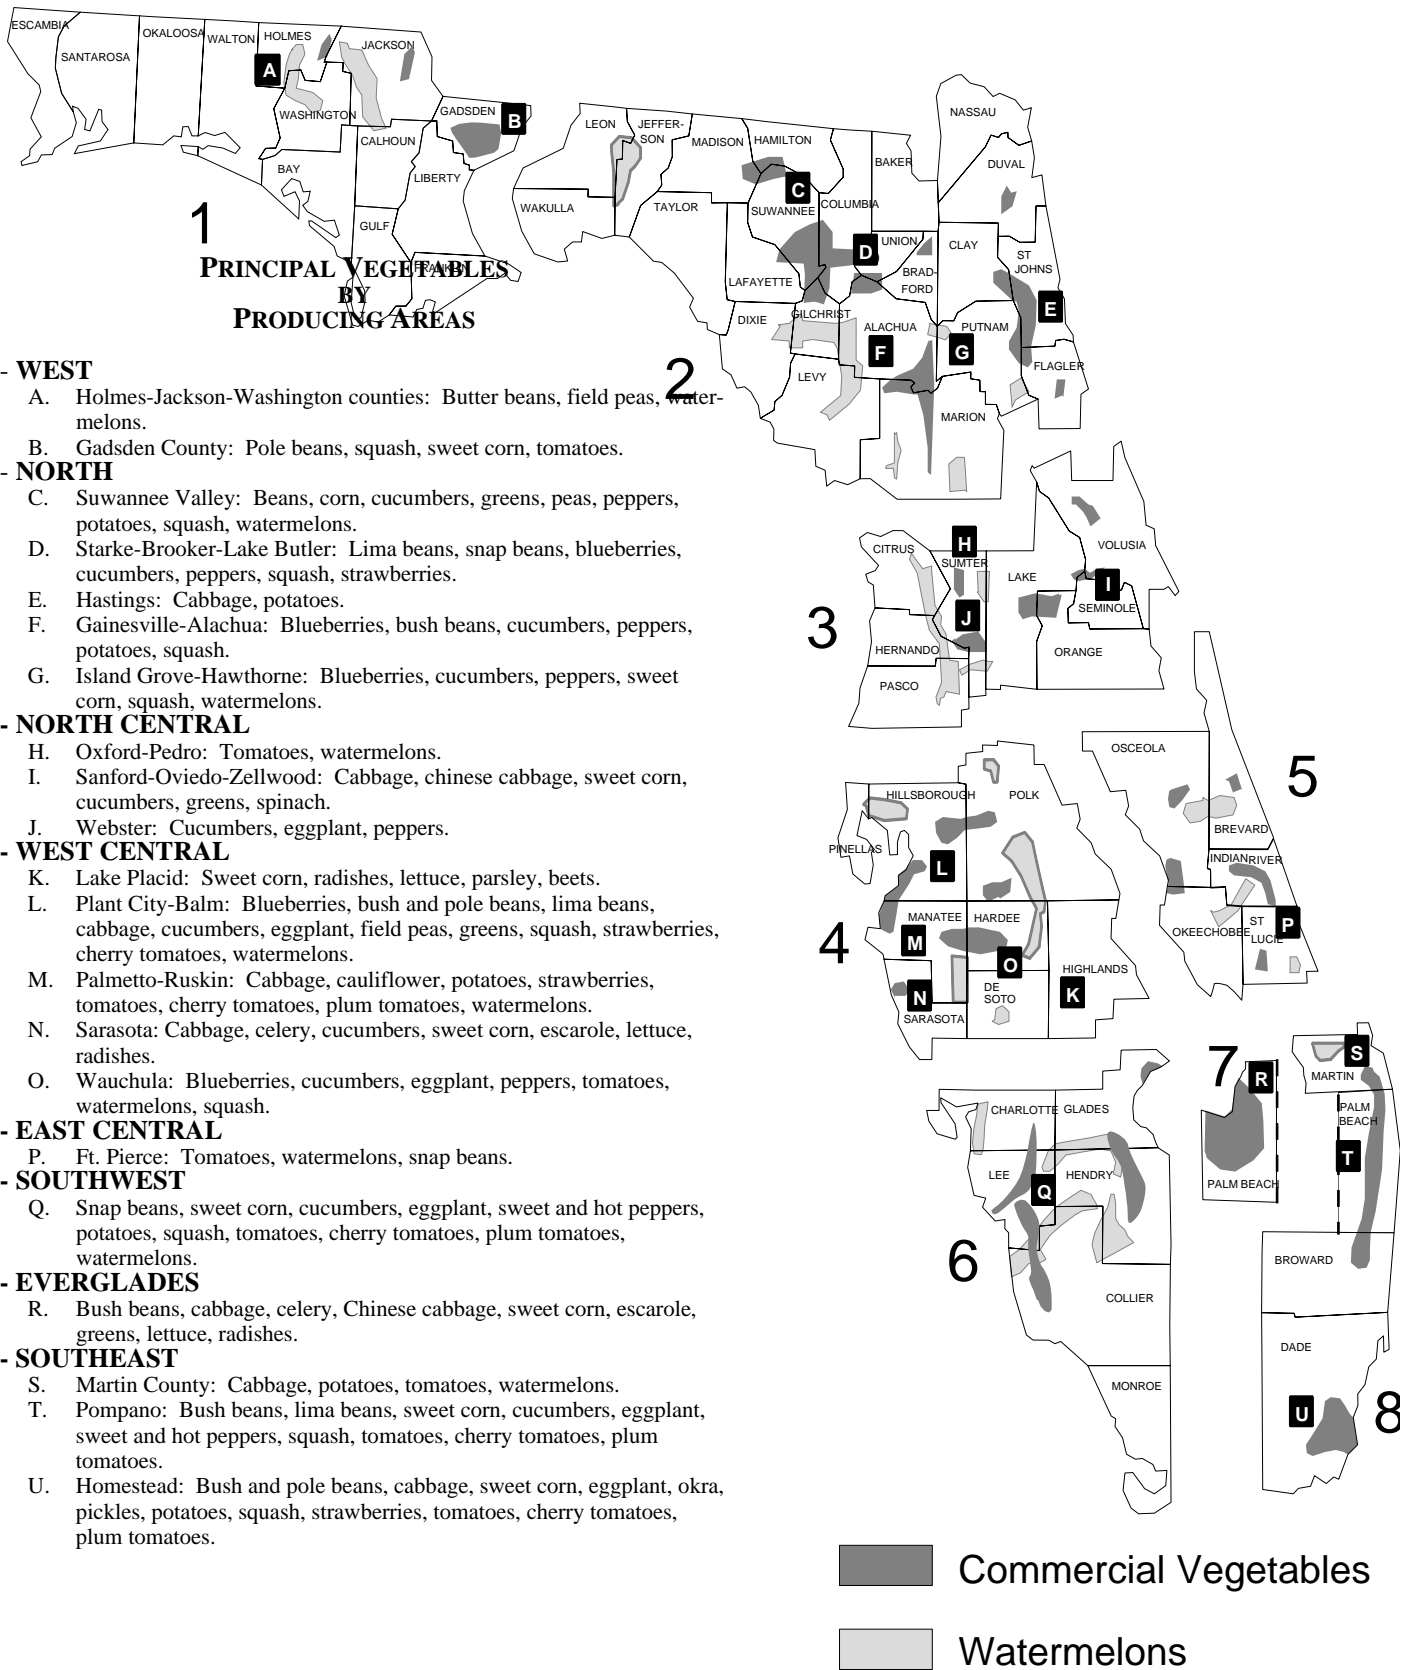 ESCAMBIA
SANTAROSA
OKALOOSA
WALTON
HOLMES
JACKSON
A
WASHINGTON
GADSDEN
B
CALHOUN
BAY
LIBERTY
GULF
FRANKLIN
1
LEON
JEFFER-
SON
MADISON
HAMILTON
BAKER
NASSAU
DUVAL
WAKULLA
TAYLOR
C
SUWANNEE
COLUMBIA
D
UNION
CLAY
ST
JOHNS
LAFAYETTE
BRAD-
FORD
E
DIXIE
GILCHRIST
ALACHUA
PUTNAM
F
G
FLAGLER
LEVY
MARION
2
PRINCIPAL VEGETABLES
BY
PRODUCING AREAS
- WEST
A. Holmes-Jackson-Washington counties: Butter beans, field peas, water-
melons.
B. Gadsden County: Pole beans, squash, sweet corn, tomatoes.
- NORTH
C. Suwannee Valley: Beans, corn, cucumbers, greens, peas, peppers,
potatoes, squash, watermelons.
D. Starke-Brooker-Lake Butler: Lima beans, snap beans, blueberries,
cucumbers, peppers, squash, strawberries.
E. Hastings: Cabbage, potatoes.
F. Gainesville-Alachua: Blueberries, bush beans, cucumbers, peppers,
potatoes, squash.
G. Island Grove-Hawthorne: Blueberries, cucumbers, peppers, sweet
corn, squash, watermelons.
- NORTH CENTRAL
H. Oxford-Pedro: Tomatoes, watermelons.
I. Sanford-Oviedo-Zellwood: Cabbage, chinese cabbage, sweet corn,
cucumbers, greens, spinach.
J. Webster: Cucumbers, eggplant, peppers.
- WEST CENTRAL
K. Lake Placid: Sweet corn, radishes, lettuce, parsley, beets.
L. Plant City-Balm: Blueberries, bush and pole beans, lima beans,
cabbage, cucumbers, eggplant, field peas, greens, squash, strawberries,
cherry tomatoes, watermelons.
M. Palmetto-Ruskin: Cabbage, cauliflower, potatoes, strawberries,
tomatoes, cherry tomatoes, plum tomatoes, watermelons.
N. Sarasota: Cabbage, celery, cucumbers, sweet corn, escarole, lettuce,
radishes.
O. Wauchula: Blueberries, cucumbers, eggplant, peppers, tomatoes,
watermelons, squash.
- EAST CENTRAL
P. Ft. Pierce: Tomatoes, watermelons, snap beans.
- SOUTHWEST
Q. Snap beans, sweet corn, cucumbers, eggplant, sweet and hot peppers,
potatoes, squash, tomatoes, cherry tomatoes, plum tomatoes,
watermelons.
- EVERGLADES
R. Bush beans, cabbage, celery, Chinese cabbage, sweet corn, escarole,
greens, lettuce, radishes.
- SOUTHEAST
S. Martin County: Cabbage, potatoes, tomatoes, watermelons.
T. Pompano: Bush beans, lima beans, sweet corn, cucumbers, eggplant,
sweet and hot peppers, squash, tomatoes, cherry tomatoes, plum
tomatoes.
U. Homestead: Bush and pole beans, cabbage, sweet corn, eggplant, okra,
pickles, potatoes, squash, strawberries, tomatoes, cherry tomatoes,
plum tomatoes.
CITRUS
H
SUMTER
LAKE
VOLUSIA
I
SEMINOLE
J
3
HERNANDO
ORANGE
PASCO
HILLSBOROUGH
POLK
PINELLAS
L
MANATEE
HARDEE
4
M
O
HIGHLANDS
N
DE
SOTO
K
SARASOTA
OSCEOLA
5
BREVARD
INDIAN RIVER
OKEECHOBEE
ST
LUCIE
P
CHARLOTTE
GLADES
LEE
Q
HENDRY
6
COLLIER
MONROE
7
R
PALM BEACH
S
MARTIN
PALM
BEACH
T
BROWARD
DADE
U
8
Commercial Vegetables
Watermelons